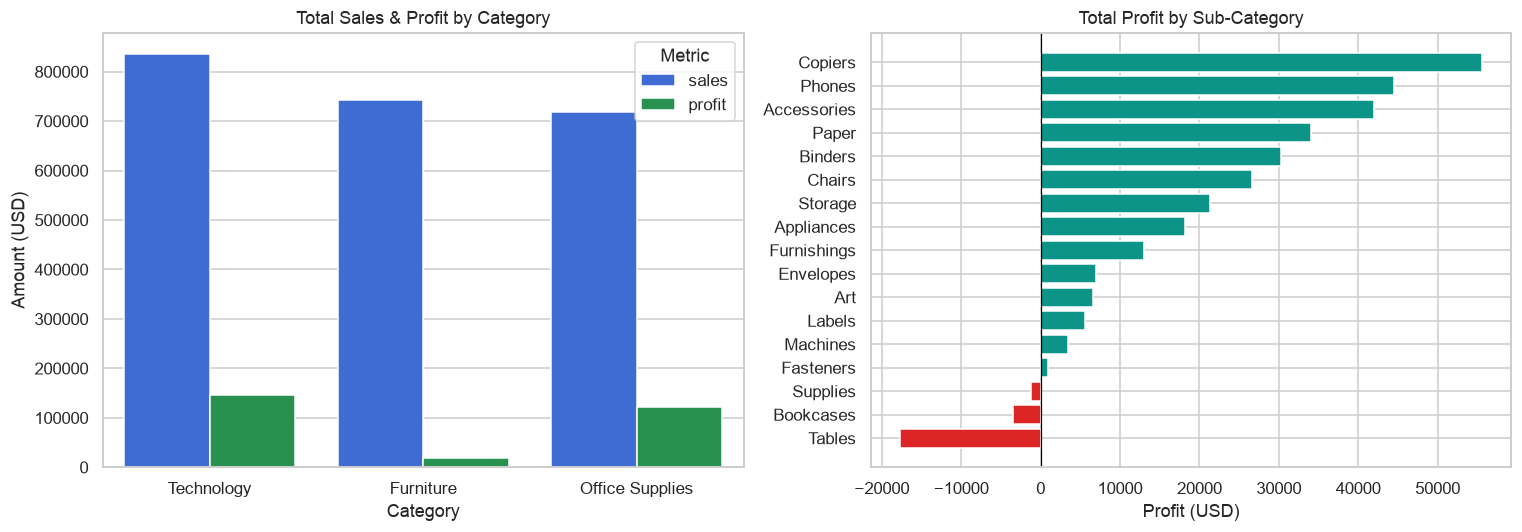 Total Sales & Profit by Category
Metric
sales
profit
800000
700000
600000
500000
400000
300000
200000
100000
0
Amount (USD)
Technology
Furniture
Office Supplies
Category
Total Profit by Sub-Category
Copiers
Phones
Accessories
Paper
Binders
Chairs
Storage
Appliances
Furnishings
Envelopes
Art
Labels
Machines
Fasteners
Supplies
Bookcases
Tables
−20000 −10000 0 10000 20000 30000 40000 50000
Profit (USD)